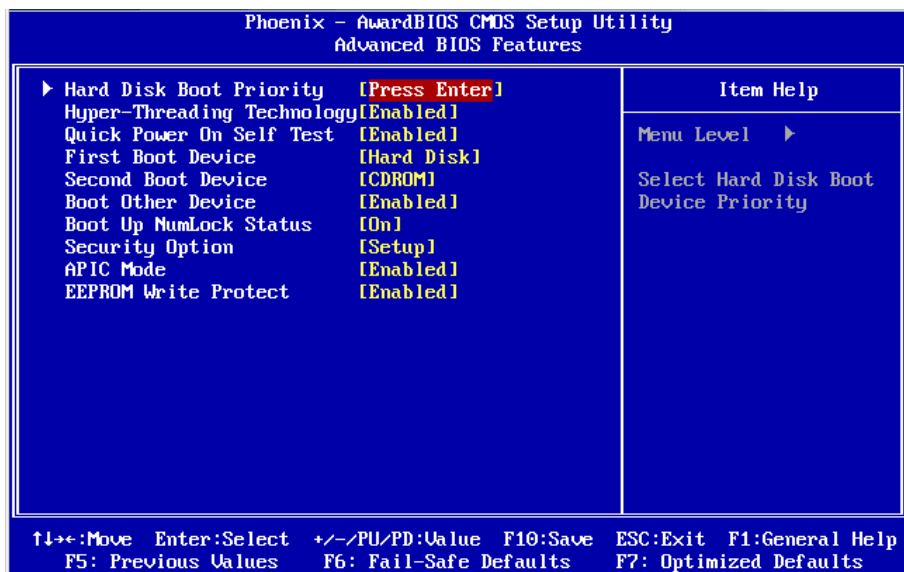 Phoenix - AwardBIOS CMOS Setup Utility
Advanced BIOS Features
Hard Disk Boot Priority [Press Enter]
Hyper-Threading Technology[Enabled]
Quick Power On Self Test [Enabled]
First Boot Device [Hard Disk]
Second Boot Device [CDROM]
Boot Other Device [Enabled]
Boot Up NumLock Status [On]
Security Option [Setup]
APIC Mode [Enabled]
EEPROM Write Protect [Enabled]
Item Help
Menu Level
Select Hard Disk Boot
Device Priority
↑↓→←:Move Enter:Select +/-/PU/PD:Value F10:Save ESC:Exit F1:General Help
F5: Previous Values F6: Fail-Safe Defaults F7: Optimized Defaults